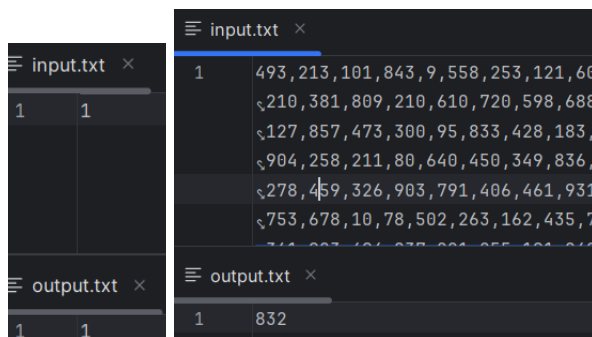 input.txt ×
1 1
output.txt ×
1 1
input.txt ×
1 493,213,101,843,9,558,253,121,60
210,381,809,210,610,720,598,688
127,857,473,300,95,833,428,183,
904,258,211,80,640,450,349,836,
278,459,326,903,791,406,461,931
753,678,10,78,502,263,162,435,7
output.txt ×
1 832